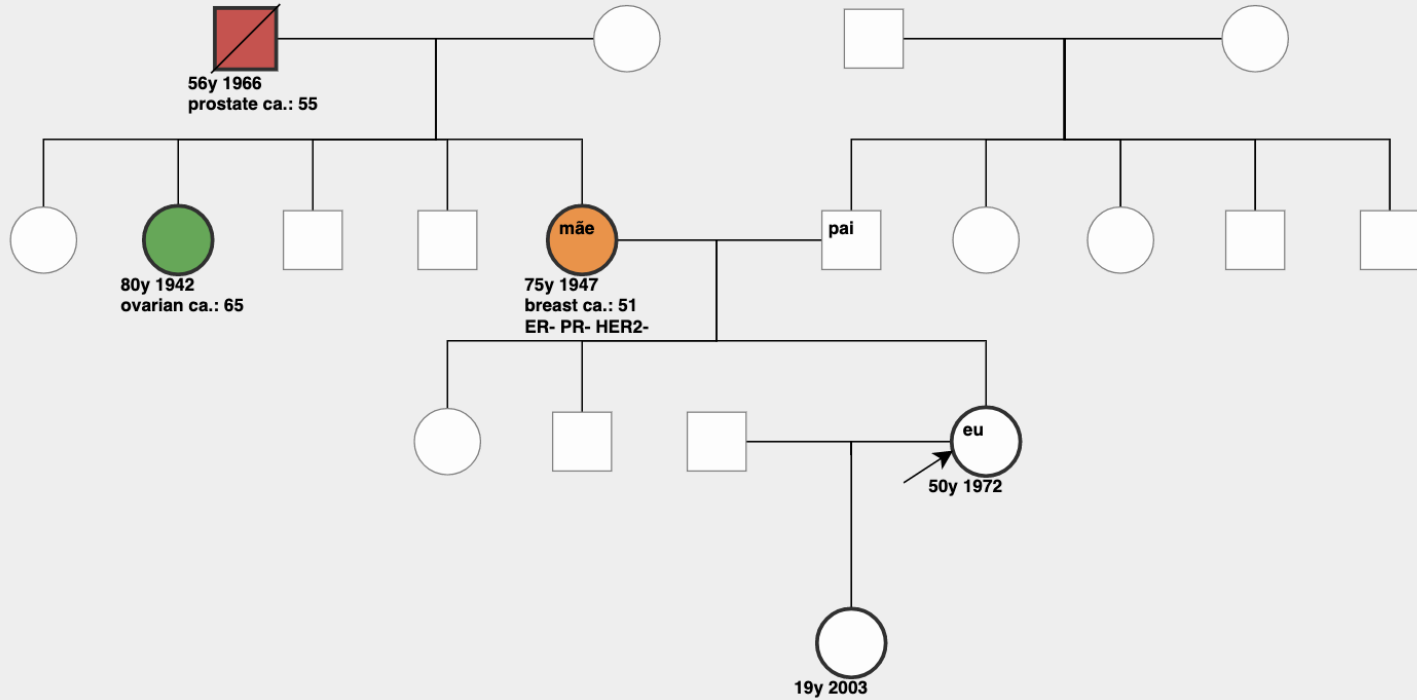 56y 1966
prostate ca.: 55
mãe
pai
80y 1942
ovarian ca.: 65
75y 1947
breast ca.: 51
ER- PR- HER2-
eu
50y 1972
19y 2003